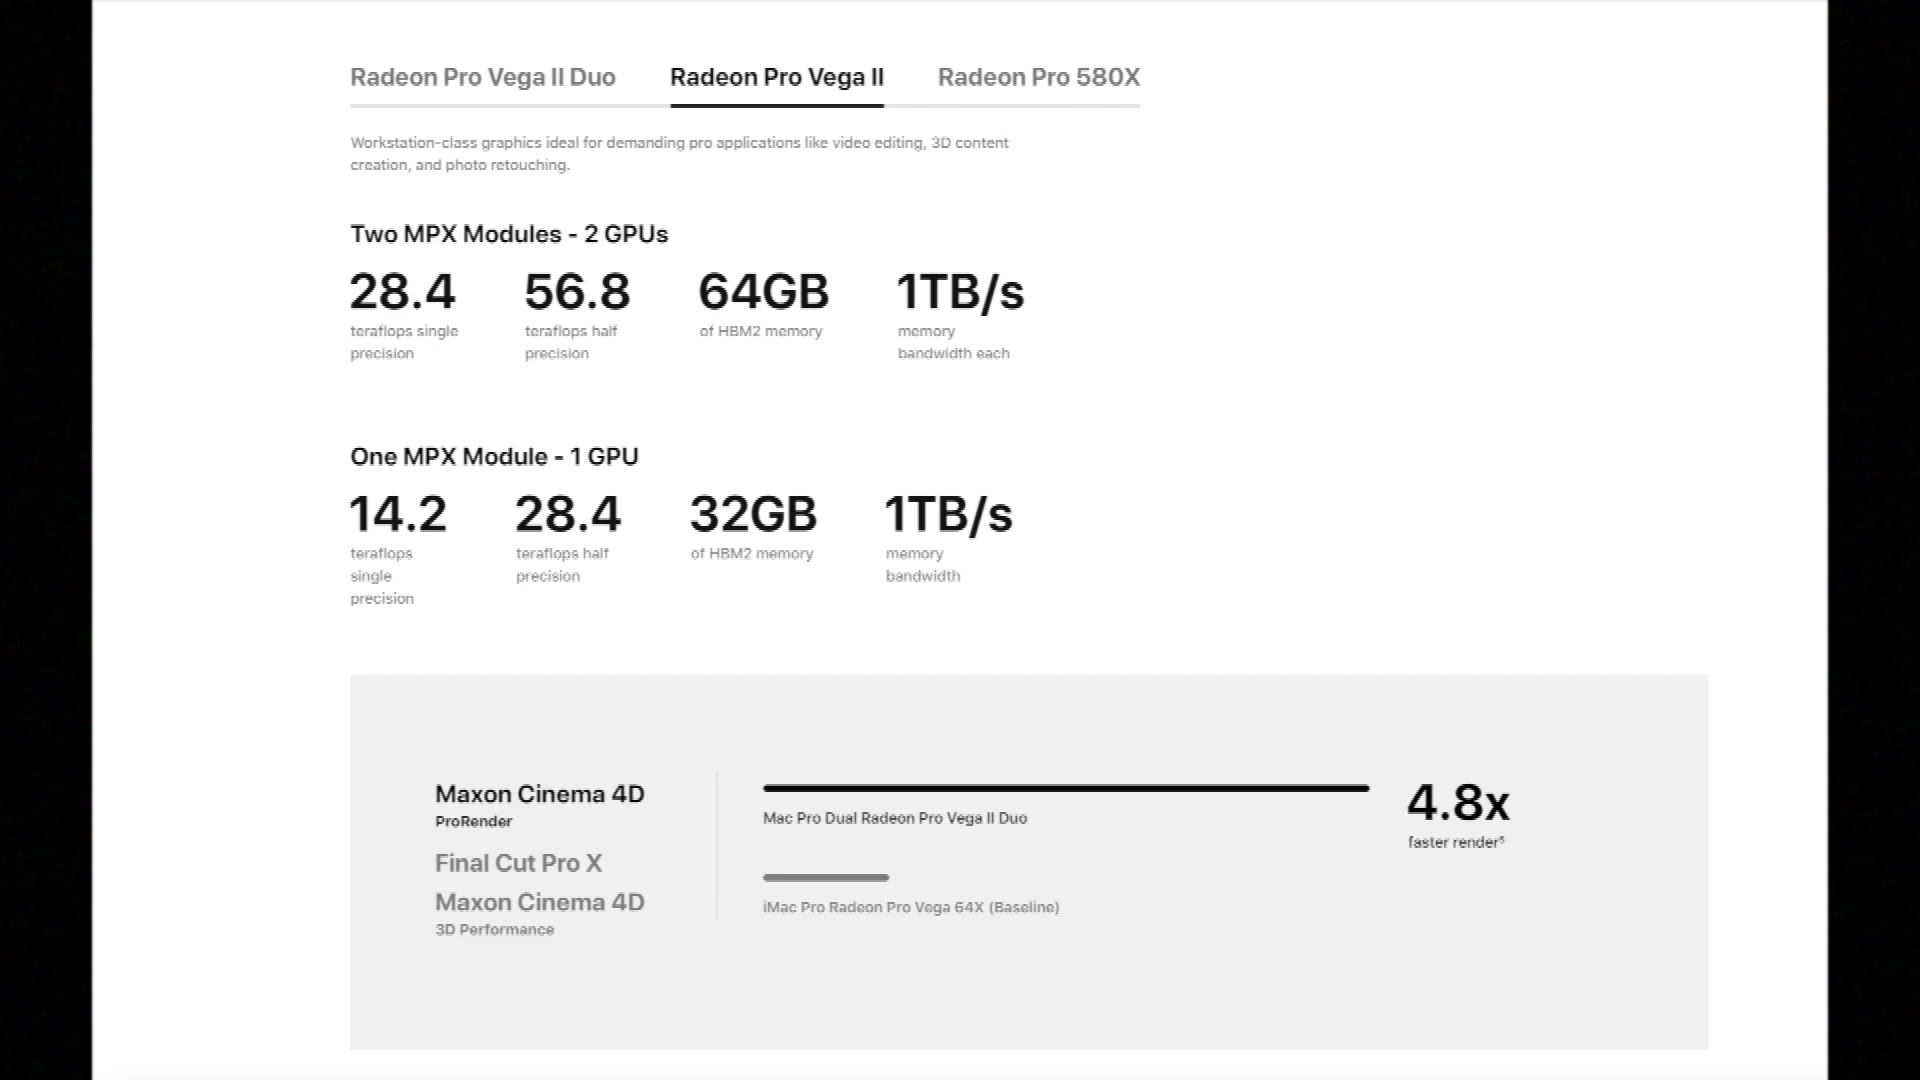 Radeon Pro Vega II Duo Radeon Pro Vega II Radeon Pro 580X
Workstation-class graphics ideal for demanding pro applications like video editing, 3D content
creation, and photo retouching.
Two MPX Modules - 2 GPUs
28.4 56.8 64GB 1TB/s
teraflops single teraflops half of HBM2 memory memory
precision precision bandwidth each
One MPX Module - 1 GPU
14.2 28.4 32GB 1TB/s
teraflops teraflops half of HBM2 memory memory
single precision bandwidth
precision
Maxon Cinema 4D
ProRender
Final Cut Pro X
Maxon Cinema 4D
3D Performance
Mac Pro Dual Radeon Pro Vega II Duo
iMac Pro Radeon Pro Vega 64X (Baseline)
4.8x
faster render⁵